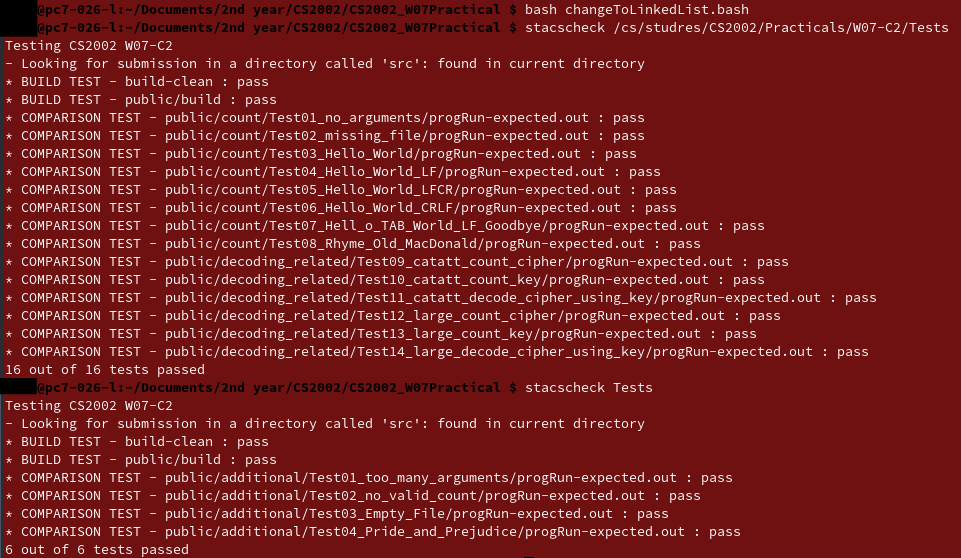 @pc7-026-l:~/Documents/2nd year/CS2002/CS2002_W07Practical $ bash changeToLinkedList.bash
@pc7-026-l:~/Documents/2nd year/CS2002/CS2002_W07Practical $ stacscheck /cs/studres/CS2002/Practicals/W07-C2/Tests
Testing CS2002 W07-C2
- Looking for submission in a directory called 'src': found in current directory
* BUILD TEST - build-clean : pass
* BUILD TEST - public/build : pass
* COMPARISON TEST - public/count/Test01_no_arguments/progRun-expected.out : pass
* COMPARISON TEST - public/count/Test02_missing_file/progRun-expected.out : pass
* COMPARISON TEST - public/count/Test03_Hello_World/progRun-expected.out : pass
* COMPARISON TEST - public/count/Test04_Hello_World_LF/progRun-expected.out : pass
* COMPARISON TEST - public/count/Test05_Hello_World_LFCR/progRun-expected.out : pass
* COMPARISON TEST - public/count/Test06_Hello_World_CRLF/progRun-expected.out : pass
* COMPARISON TEST - public/count/Test07_Hell_o_TAB_World_LF_Goodbye/progRun-expected.out : pass
* COMPARISON TEST - public/count/Test08_Rhyme_Old_MacDonald/progRun-expected.out : pass
* COMPARISON TEST - public/decoding_related/Test09_catatt_count_cipher/progRun-expected.out : pass
* COMPARISON TEST - public/decoding_related/Test10_catatt_count_key/progRun-expected.out : pass
* COMPARISON TEST - public/decoding_related/Test11_catatt_decode_cipher_using_key/progRun-expected.out : pass
* COMPARISON TEST - public/decoding_related/Test12_large_count_cipher/progRun-expected.out : pass
* COMPARISON TEST - public/decoding_related/Test13_large_count_key/progRun-expected.out : pass
* COMPARISON TEST - public/decoding_related/Test14_large_decode_cipher_using_key/progRun-expected.out : pass
16 out of 16 tests passed
@pc7-026-l:~/Documents/2nd year/CS2002/CS2002_W07Practical $ stacscheck Tests
Testing CS2002 W07-C2
- Looking for submission in a directory called 'src': found in current directory
* BUILD TEST - build-clean : pass
* BUILD TEST - public/build : pass
* COMPARISON TEST - public/additional/Test01_too_many_arguments/progRun-expected.out : pass
* COMPARISON TEST - public/additional/Test02_no_valid_count/progRun-expected.out : pass
* COMPARISON TEST - public/additional/Test03_Empty_File/progRun-expected.out : pass
* COMPARISON TEST - public/additional/Test04_Pride_and_Prejudice/progRun-expected.out : pass
6 out of 6 tests passed